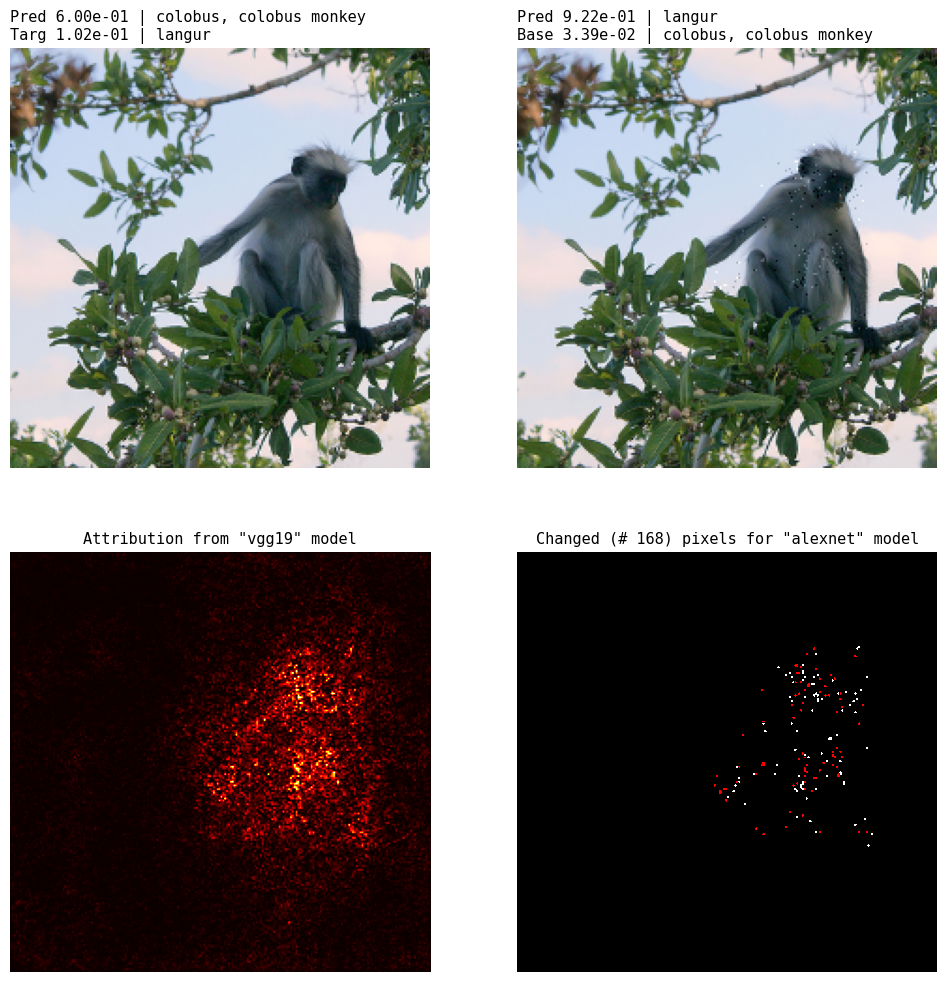 Pred 6.00e-01 | colobus, colobus monkey
Targ 1.02e-01 | langur
Pred 9.22e-01 | langur
Base 3.39e-02 | colobus, colobus monkey
Attribution from "vgg19" model
Changed (# 168) pixels for "alexnet" model